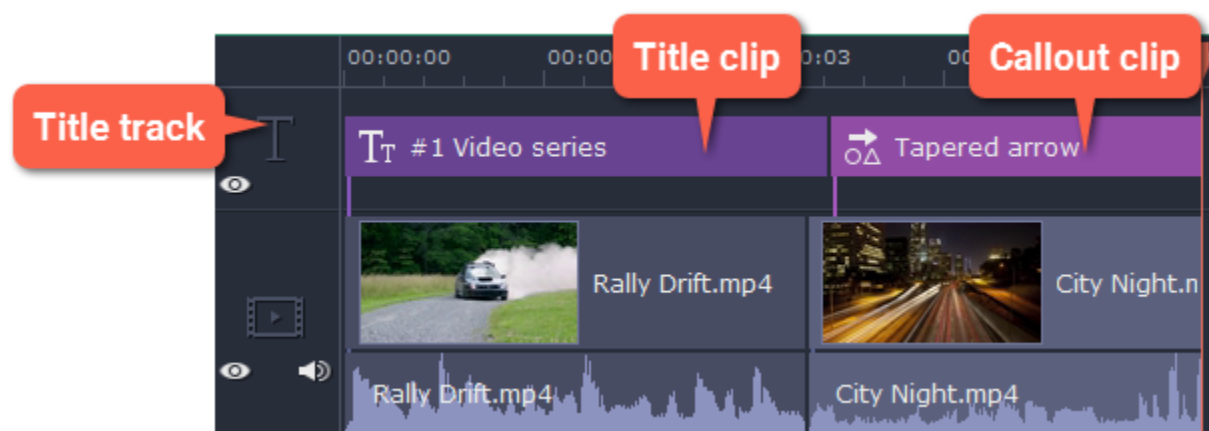 00:00:00
00:00
Title clip
0:03
00
Callout clip
Title track
T
TT #1 Video series
Tapered arrow
Rally Drift.mp4
City Night.n
Rally Drift.mp4
City Night.mp4